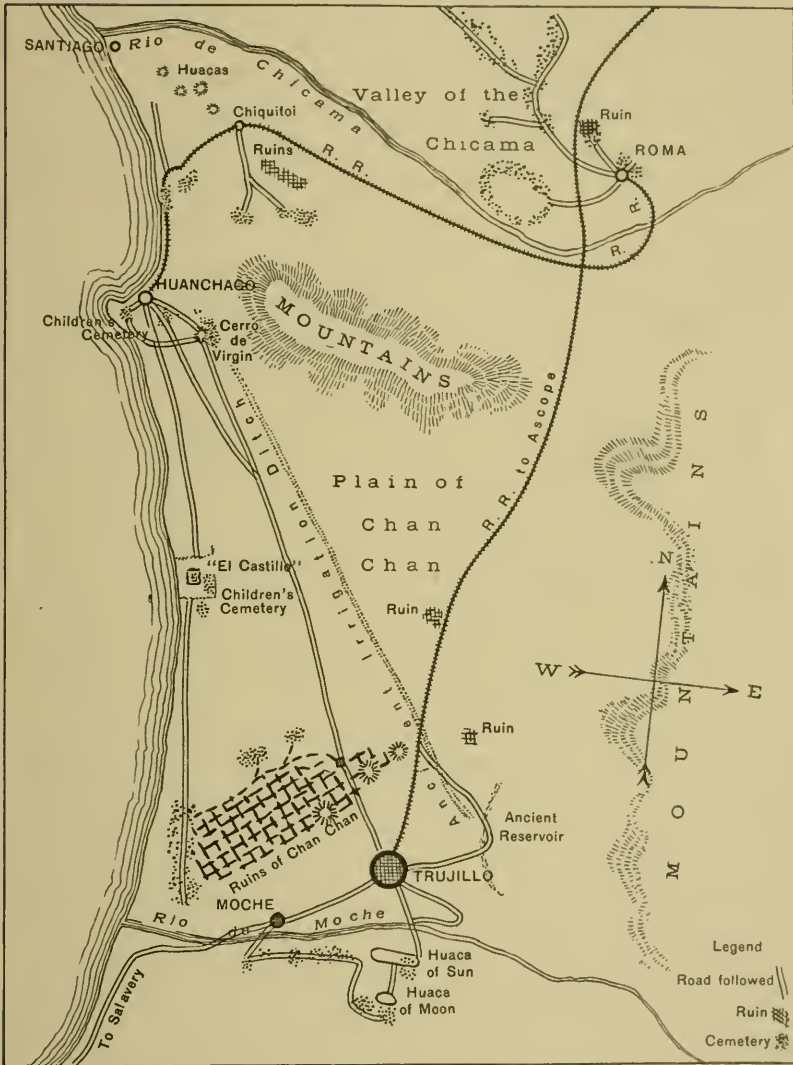 SANTIAGO
Rio de Chicama
Huacas
Valley of the
Chicama
Chiquitoi
Ruins
R. R.
Ruin
ROMA
R. R.
HUANCHACO
Children's
Cemetery
Cerro
de
Virgin
MOUNTAINS
Ancient Irrigation Ditch
Plain of
Chan
Chan
R. R. to Ascope
MOUNTAINS
N
W
E
"El Castillo"
Children's
Cemetery
Ruin
Ruin
Ruins of Chan Chan
Ancient
Reservoir
TRUJILLO
MOCHE
Rio de Moche
Huaca
of Sun
Huaca
of Moon
To Salavery
Legend
Road followed
Ruin
Cemetery